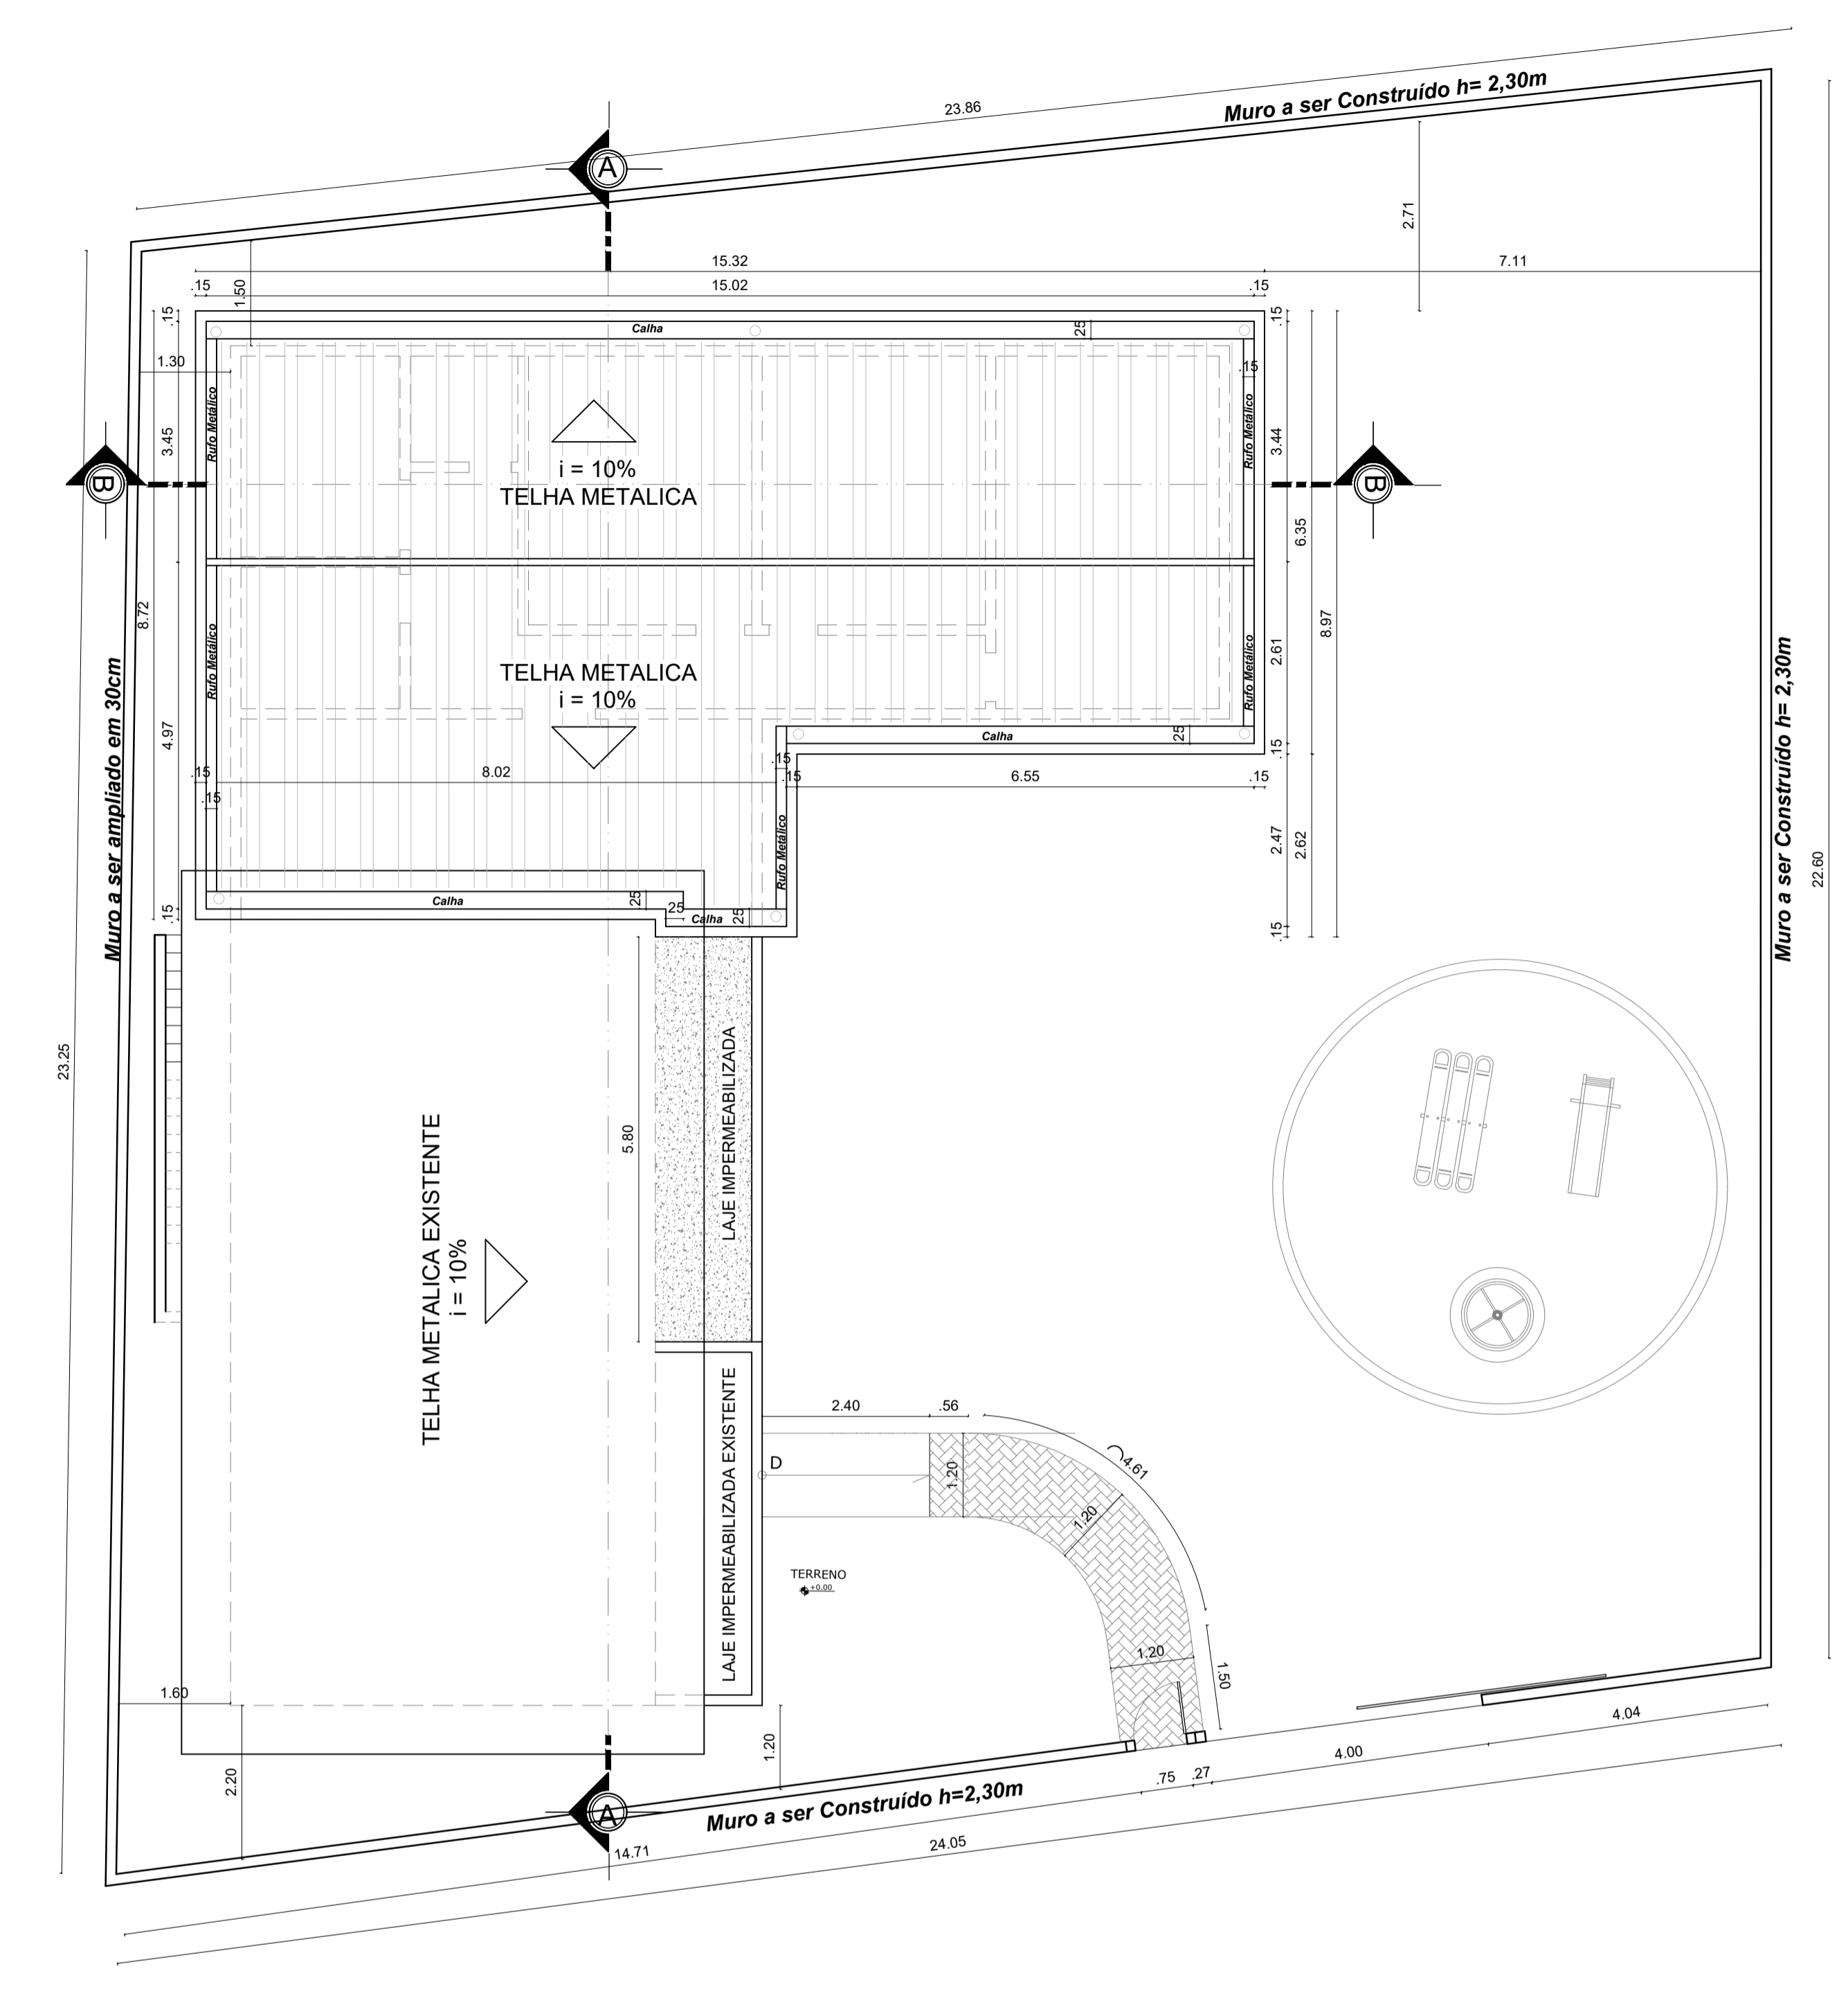 Muro a ser Construído h= 2,30m
23.86
A
2.71
15.32
7.11
.15
15.02
.15
1.50
.15
.15
Calha
.25
1.30
.15
Rufo Metálico
Rufo Metálico
3.45
3.44
i = 10%
TELHA METALICA
B
B
6.35
8.72
8.97
Rufo Metálico
Rufo Metálico
2.61
TELHA METALICA
i = 10%
4.97
Calha
.25
.15
.15
8.02
.15
.15
6.55
.15
.15
Rufo Metálico
2.47
2.62
Muro a ser ampliado em 30cm
Muro a ser Construído h= 2,30m
22.60
Calha
.25
.25
Calha
.25
.15
.15
23.25
5.80
LAJE IMPERMEABILIZADA
TELHA METALICA EXISTENTE
i = 10%
LAJE IMPERMEABILIZADA EXISTENTE
2.40
.56
D
1.20
4.61
1.20
TERRENO
+0.00
1.20
1.50
1.60
1.20
2.20
4.04
4.00
.75
.27
Muro a ser Construído h=2,30m
A
14.71
24.05